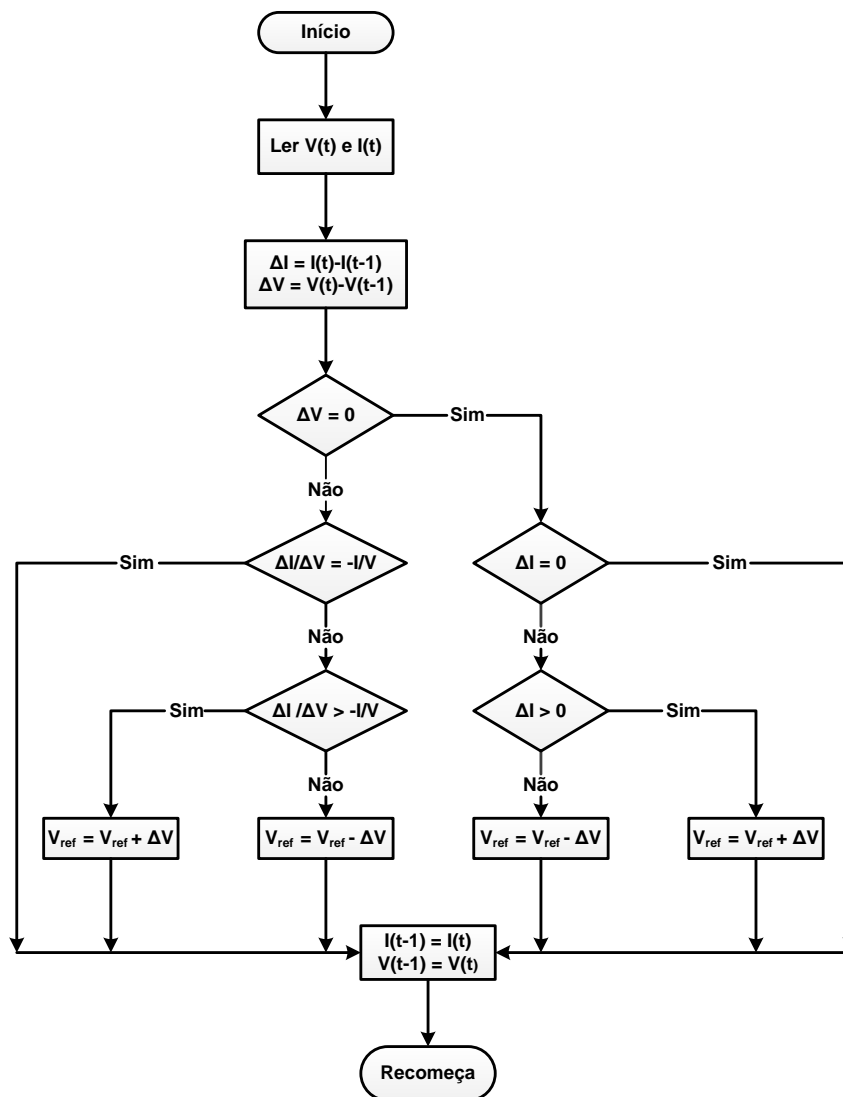 Início
Ler V(t) e I(t)
ΔI = I(t)-I(t-1)
ΔV = V(t)-V(t-1)
ΔV = 0
Sim
Não
Sim
ΔI/ΔV = -I/V
ΔI = 0
Sim
Não
Não
Sim
ΔI /ΔV > -I/V
ΔI > 0
Sim
Não
Não
Vref = Vref + ΔV
Vref = Vref - ΔV
Vref = Vref - ΔV
Vref = Vref + ΔV
I(t-1) = I(t)
V(t-1) = V(t)
Recomeça